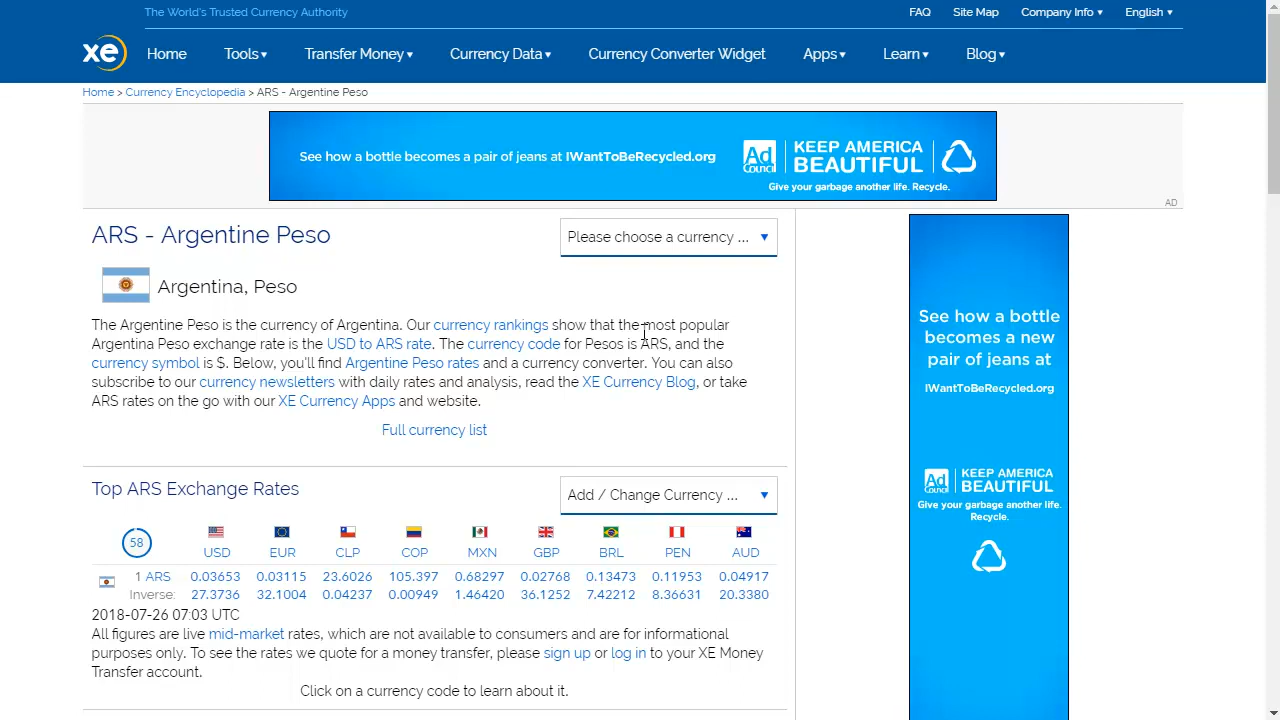 The World's Trusted Currency Authority
FAQ Site Map Company Info English
xe Home Tools Transfer Money Currency Data Currency Converter Widget Apps Learn Blog
Home > Currency Encyclopedia > ARS - Argentine Peso
See how a bottle becomes a pair of jeans at IWantToBeRecycled.org
Ad Council
KEEP AMERICA
BEAUTIFUL
Give your garbage another life. Recycle.
AD
ARS - Argentine Peso
Please choose a currency ...
Argentina, Peso
The Argentine Peso is the currency of Argentina. Our currency rankings show that the most popular
Argentina Peso exchange rate is the USD to ARS rate. The currency code for Pesos is ARS, and the
currency symbol is $. Below, you'll find Argentine Peso rates and a currency converter. You can also
subscribe to our currency newsletters with daily rates and analysis, read the XE Currency Blog, or take
ARS rates on the go with our XE Currency Apps and website.
Full currency list
Top ARS Exchange Rates
Add / Change Currency ...
58 USD EUR CLP COP MXN GBP BRL PEN AUD
1 ARS 0.03653 0.03115 23.6026 105.397 0.68297 0.02768 0.13473 0.11953 0.04917
Inverse: 27.3736 32.1004 0.04237 0.00949 1.46420 36.1252 7.42212 8.36631 20.3380
2018-07-26 07:03 UTC
All figures are live mid-market rates, which are not available to consumers and are for informational
purposes only. To see the rates we quote for a money transfer, please sign up or log in to your XE Money
Transfer account.
Click on a currency code to learn about it.
See how a bottle
becomes a new
pair of jeans at
IWantToBeRecycled.org
Ad Council
KEEP AMERICA
BEAUTIFUL
Give your garbage another life.
Recycle.